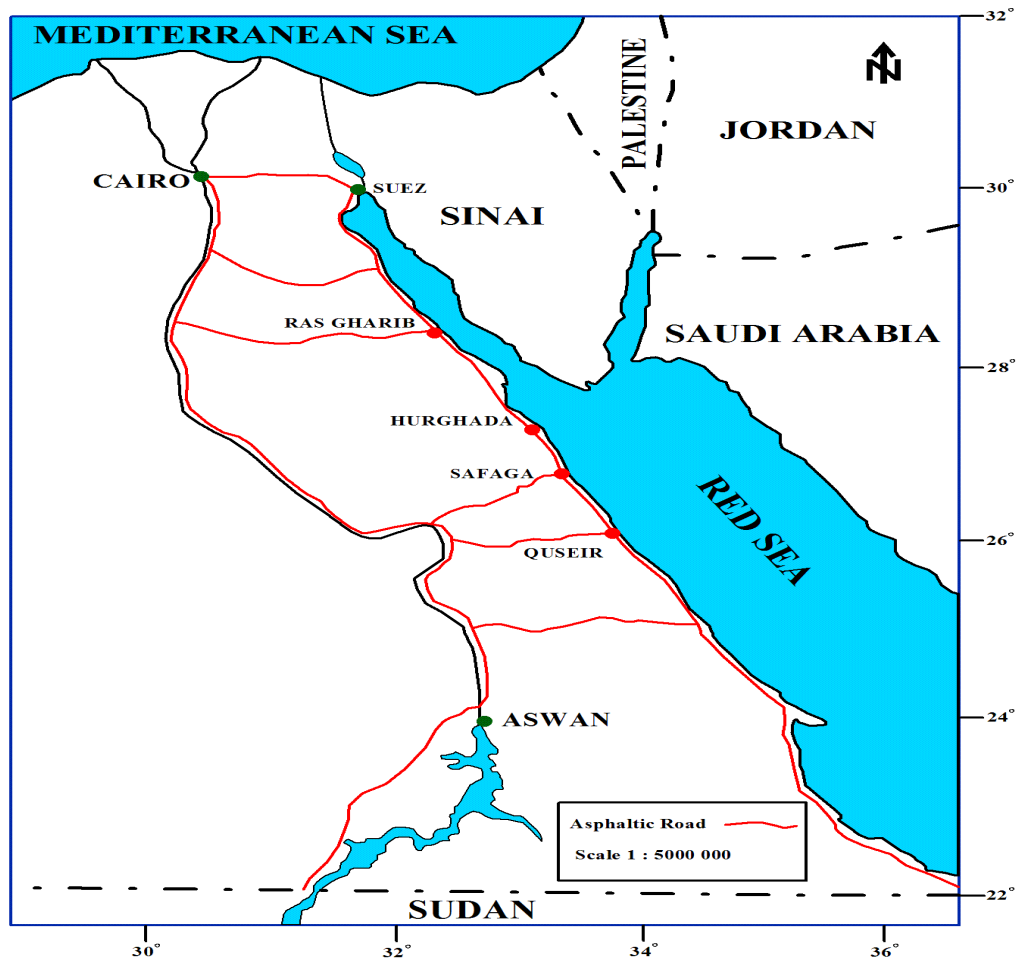 32°
MEDITERRANEAN SEA
N
PALESTINE
JORDAN
CAIRO
SUEZ
30°
SINAI
RAS GHARIB
SAUDI ARABIA
28°
HURGHADA
SAFAGA
RED SEA
QUSEIR
26°
ASWAN
24°
Asphaltic Road
Scale 1 : 5000 000
22°
SUDAN
30°
32°
34°
36°